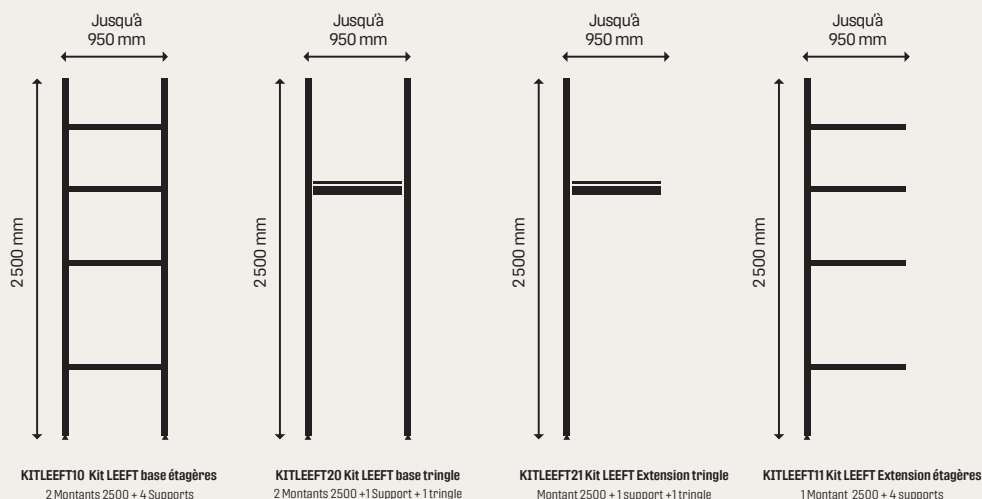 Jusqu'à
950 mm
2500 mm
KITLEEFT10 Kit LEEFT base étagères
2 Montants 2500 + 4 Supports
Jusqu'à
950 mm
2500 mm
KITLEEFT20 Kit LEEFT base tringle
2 Montants 2500 +1 Support + 1 tringle
Jusqu'à
950 mm
2500 mm
KITLEEFT21 Kit LEEFT Extension tringle
Montant 2500 + 1 support +1 tringle
Jusqu'à
950 mm
2500 mm
KITLEEFT11 Kit LEEFT Extension étagères
1 Montant 2500 + 4 supports